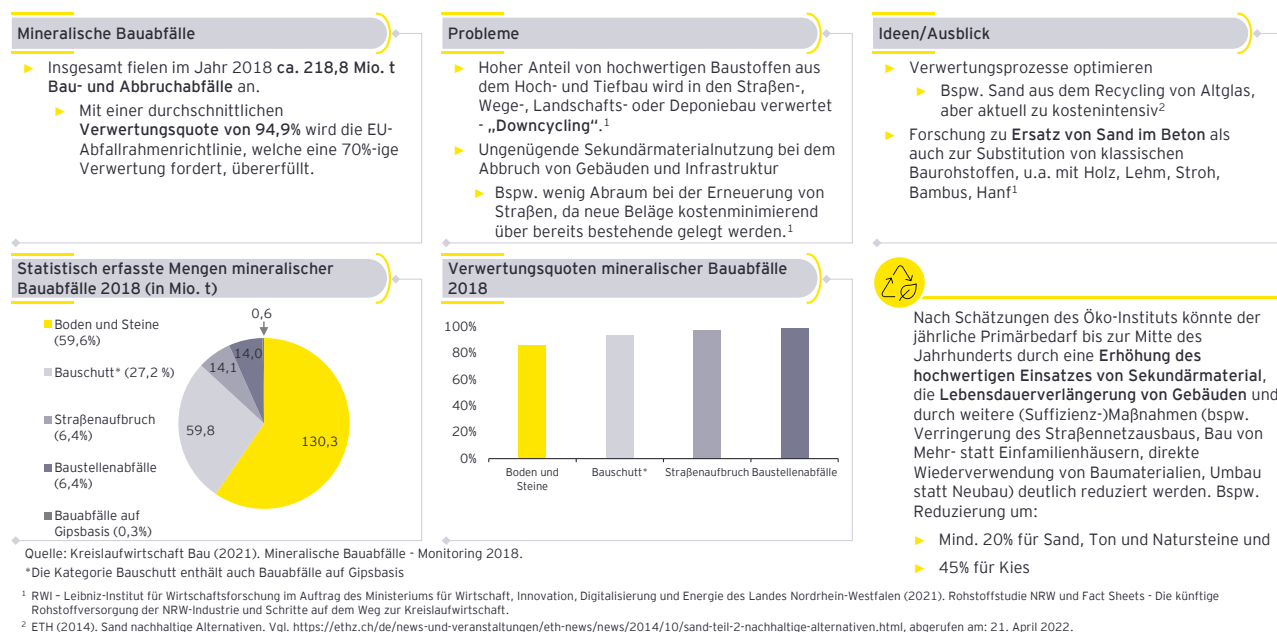 Mineralische Bauabfälle
► Insgesamt fielen im Jahr 2018 ca. 218,8 Mio. t
Bau- und Abbruchabfälle an.
► Mit einer durchschnittlichen
Verwertungsquote von 94,9% wird die EU-
Abfallrahmenrichtlinie, welche eine 70%-ige
Verwertung fordert, übererfüllt.
Probleme
► Hoher Anteil von hochwertigen Baustoffen aus
dem Hoch- und Tiefbau wird in den Straßen-,
Wege-, Landschafts- oder Deponiebau verwertet
- „Downcycling“.¹
► Ungenügende Sekundärmaterialnutzung bei dem
Abbruch von Gebäuden und Infrastruktur
► Bspw. wenig Abraum bei der Erneuerung von
Straßen, da neue Beläge kostenminimierend
über bereits bestehende gelegt werden.¹
Ideen/Ausblick
► Verwertungsprozesse optimieren
► Bspw. Sand aus dem Recycling von Altglas,
aber aktuell zu kostenintensiv²
► Forschung zu Ersatz von Sand im Beton als
auch zur Substitution von klassischen
Baurohstoffen, u.a. mit Holz, Lehm, Stroh,
Bambus, Hanf¹
Statistisch erfasste Mengen mineralischer
Bauabfälle 2018 (in Mio. t)
Boden und Steine
(59,6%)
Bauschutt* (27,2 %)
Straßenaufbruch
(6,4%)
Baustellenabfälle
(6,4%)
Bauabfälle auf
Gipsbasis (0,3%)
0,6
14,0
14,1
59,8
130,3
Verwertungsquoten mineralischer Bauabfälle
2018
100%
80%
60%
40%
20%
0%
Boden und
Steine
Bauschutt*
Straßenaufbruch
Baustellenabfälle
Nach Schätzungen des Öko-Instituts könnte der
jährliche Primärbedarf bis zur Mitte des
Jahrhunderts durch eine Erhöhung des
hochwertigen Einsatzes von Sekundärmaterial,
die Lebensdauerverlängerung von Gebäuden und
durch weitere (Suffizienz-)Maßnahmen (bspw.
Verringerung des Straßennetzausbaus, Bau von
Mehr- statt Einfamilienhäusern, direkte
Wiederverwendung von Baumaterialien, Umbau
statt Neubau) deutlich reduziert werden. Bspw.
Reduzierung um:
► Mind. 20% für Sand, Ton und Natursteine und
► 45% für Kies
Quelle: Kreislaufwirtschaft Bau (2021). Mineralische Bauabfälle - Monitoring 2018.
*Die Kategorie Bauschutt enthält auch Bauabfälle auf Gipsbasis
¹ RWI – Leibniz-Institut für Wirtschaftsforschung im Auftrag des Ministeriums für Wirtschaft, Innovation, Digitalisierung und Energie des Landes Nordrhein-Westfalen (2021). Rohstoffstudie NRW und Fact Sheets - Die künftige
Rohstoffversorgung der NRW-Industrie und Schritte auf dem Weg zur Kreislaufwirtschaft.
² ETH (2014). Sand nachhaltige Alternativen. Vgl. https://ethz.ch/de/news-und-veranstaltungen/eth-news/news/2014/10/sand-teil-2-nachhaltige-alternativen.html, abgerufen am: 21. April 2022.